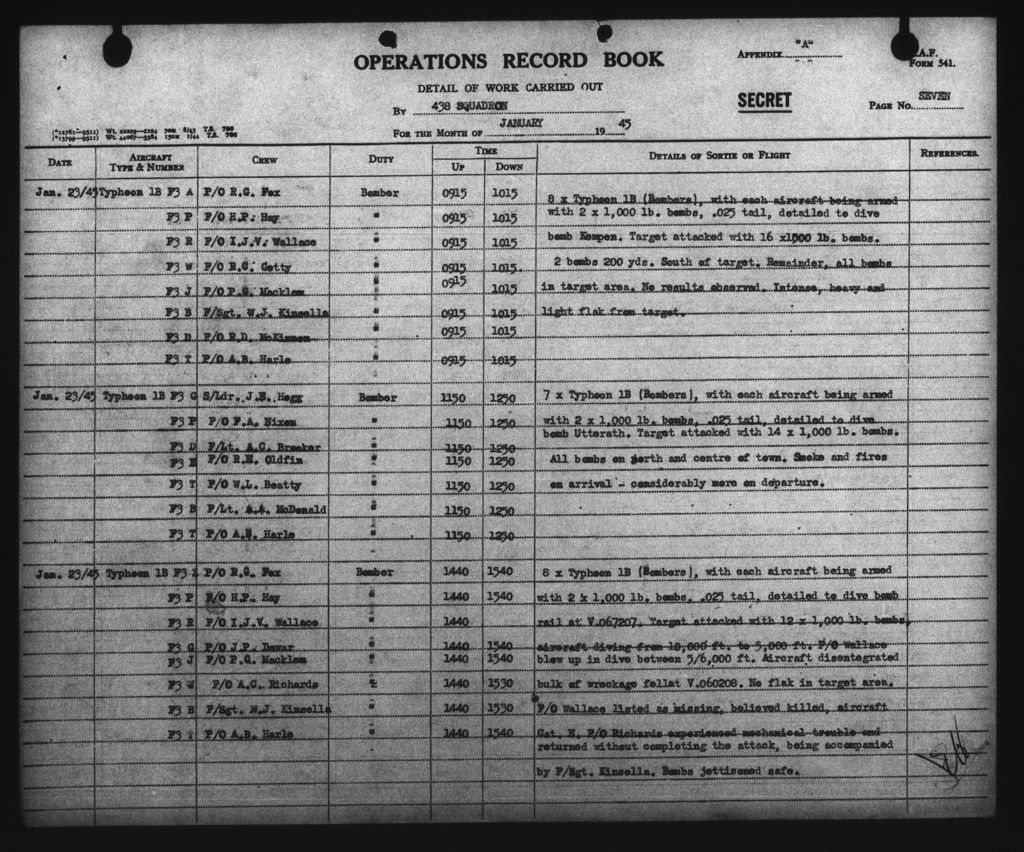 OPERATIONS RECORD BOOK
APPENDIX "A"
A.F.
FORM 541.
DETAIL OF WORK CARRIED OUT
By 438 SQUADRON
SECRET
PAGE No. SEVEN
FOR THE MONTH OF JANUARY 19 45
DATE AIRCRAFT TYPE & NUMBER CREW DUTY TIME UP DOWN DETAILS OF SORTIE OR FLIGHT REFERENCES.
Jan. 23/45 Typhoon 1B F3 A F/O R.G. Fox Bomber 0915 1015 8 x Typhoon 1B (Bombers), with each aircraft being armed
F3 P F/O H.P. Hay " 0915 1015 with 2 x 1,000 lb. bombs, .025 tail, detailed to dive
F3 R F/O I.J.V. Wallace " 0915 1015 bomb Kempen. Target attacked with 16 x1000 lb. bombs.
F3 W F/O R.G. Getty " 0915 1015. 2 bombs 200 yds. South of target. Remainder, all bombs
F3 J F/O P.G. Macklem " 0915 1015 in target area. No results observed. Intense, heavy and
F3 B F/Sgt. W.J. Kinsella " 0915 1015 light flak from target.
F3 D F/O R.D. McKinnon " 0915 1015
F3 T F/O A.B. Harle " 0915 1015
Jan. 23/45 Typhoon 1B F3 G S/Ldr. J.E. Hogg Bomber 1150 1250 7 x Typhoon 1B (Bombers), with each aircraft being armed
F3 P F/O F.A. Nixon " 1150 1250 with 2 x 1,000 lb. bombs, .025 tail, detailed to dive
bomb Utterath. Target attacked with 14 x 1,000 lb. bombs.
F3 D F/Lt. A.G. Breaker " 1150 1250
F3 E F/O R.E. Oldfin " 1150 1250 All bombs on north and centre of town. Smoke and fires
F3 T F/O W.L. Beatty " 1150 1250 on arrival - considerably more on departure.
F3 B F/Lt. A.A. McDonald " 1150 1250
F3 T F/O A.B. Harle " 1150 1250
Jan. 23/45 Typhoon 1B F3 Z F/O R.G. Fox Bomber 1440 1540 8 x Typhoon 1B (Bombers), with each aircraft being armed
F3 P F/O H.P. Hay " 1440 1540 with 2 x 1,000 lb. bombs, .025 tail, detailed to dive bomb
F3 R F/O I.J.V. Wallace " 1440 rail at V.067207. Target attacked with 12 x 1,000 lb. bombs,
F3 G F/O J.P. Dewar " 1440 1540 aircraft diving from 10,000 ft. to 5,000 ft. F/O Wallace
F3 J F/O P.G. Macklem " 1440 1540 blew up in dive between 5/6,000 ft. Aircraft disentegrated
F3 W F/O A.C. Richards " 1440 1530 bulk of wreckage fellat V.060208. No flak in target area.
F3 B F/Sgt. W.J. Kinsella " 1440 1530 F/O Wallace listed as missing, believed killed, aircraft
F3 T F/O A.B. Harle " 1440 1540 Cat. E. F/O Richards experienced mechanical trouble and
returned without completing the attack, being accompanied
by F/Sgt. Kinsella. Bombs jettisoned safe.